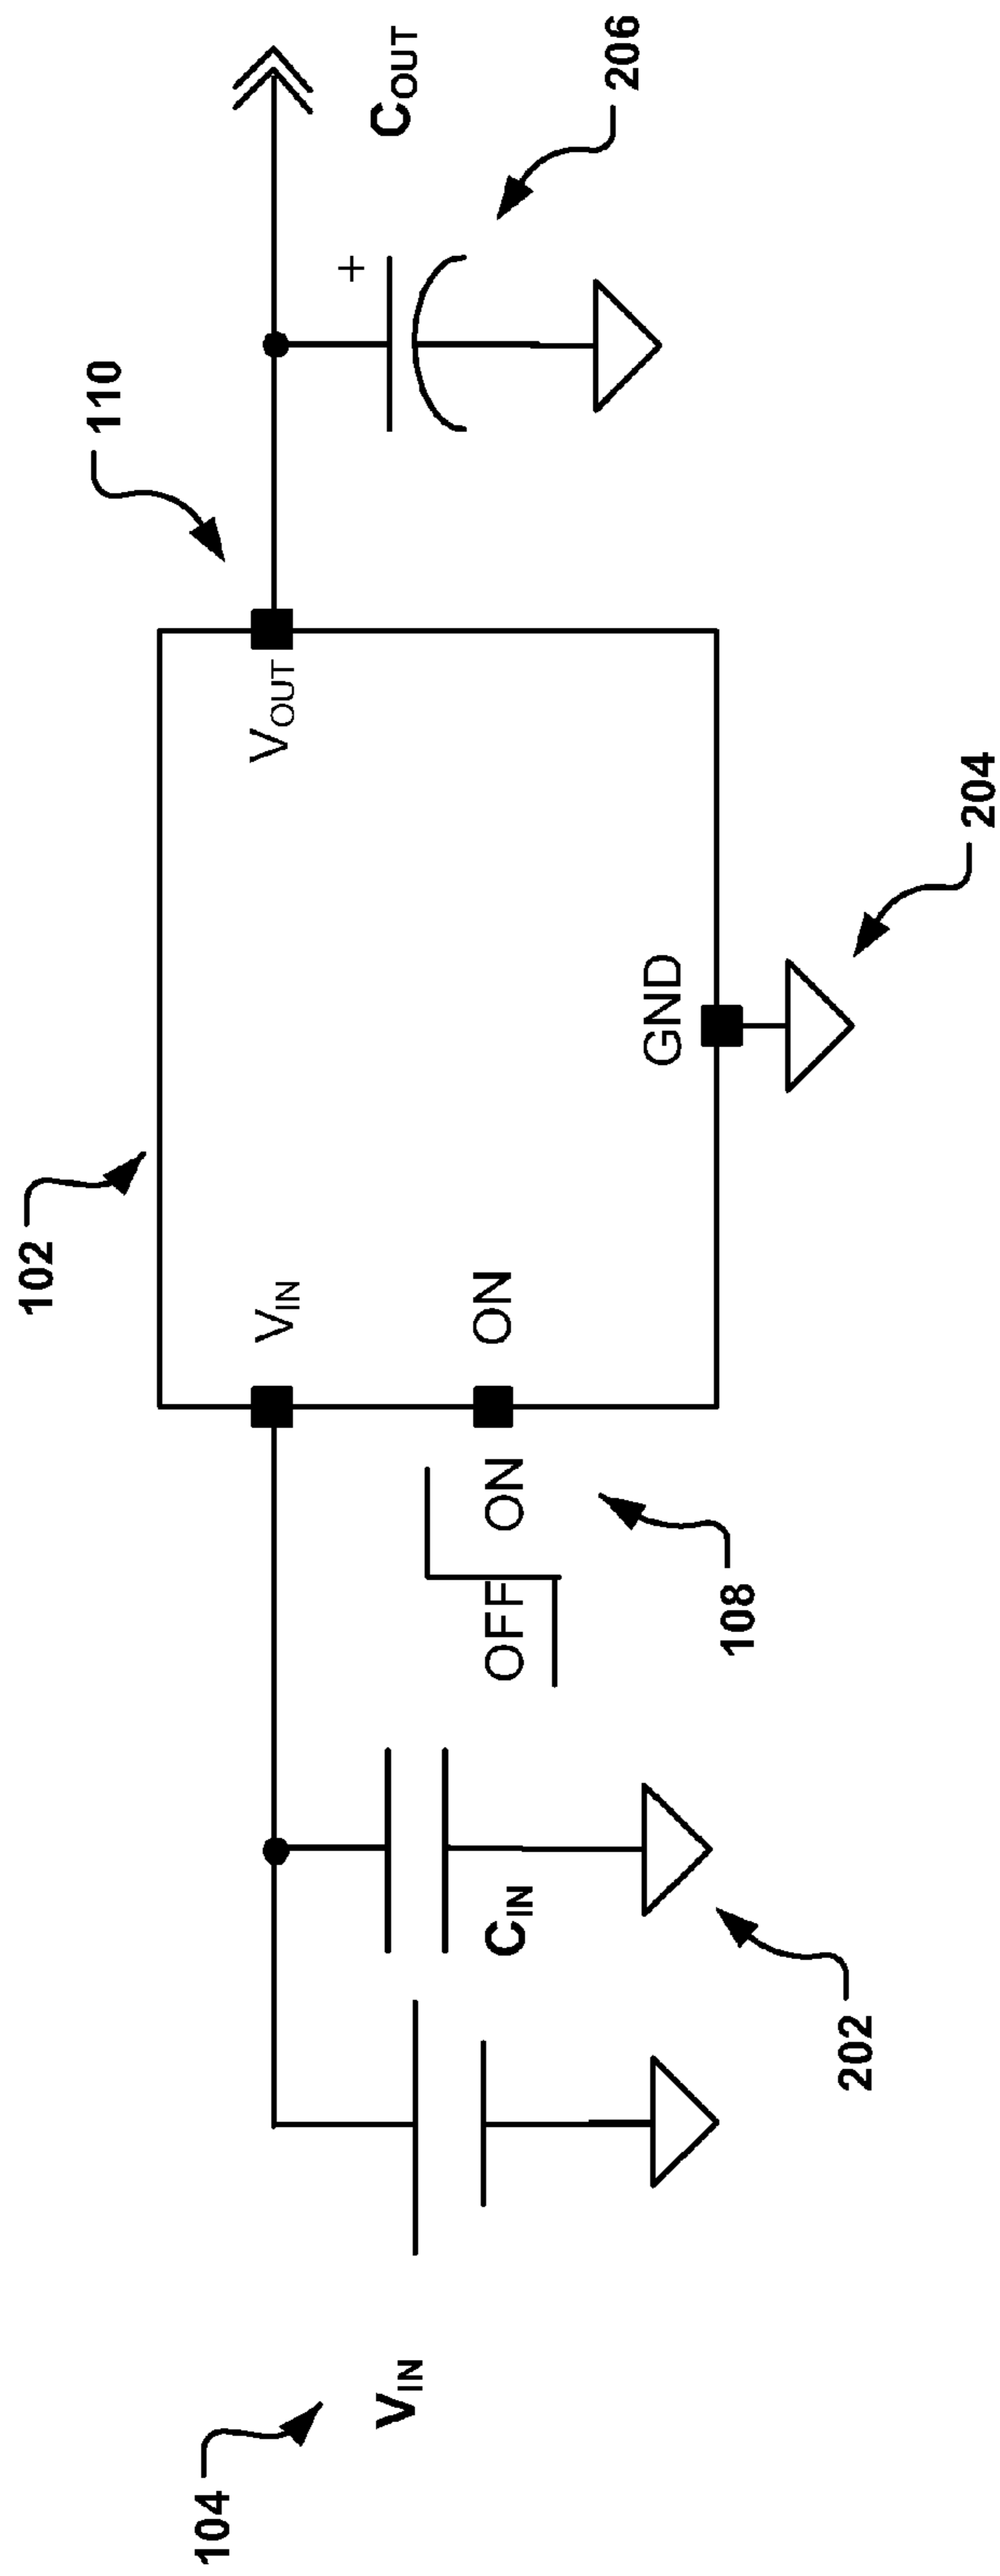 104
V_IN
202
C_IN
OFF ON
108
V_IN
ON
102
GND
204
V_OUT
110
+
C_OUT
206